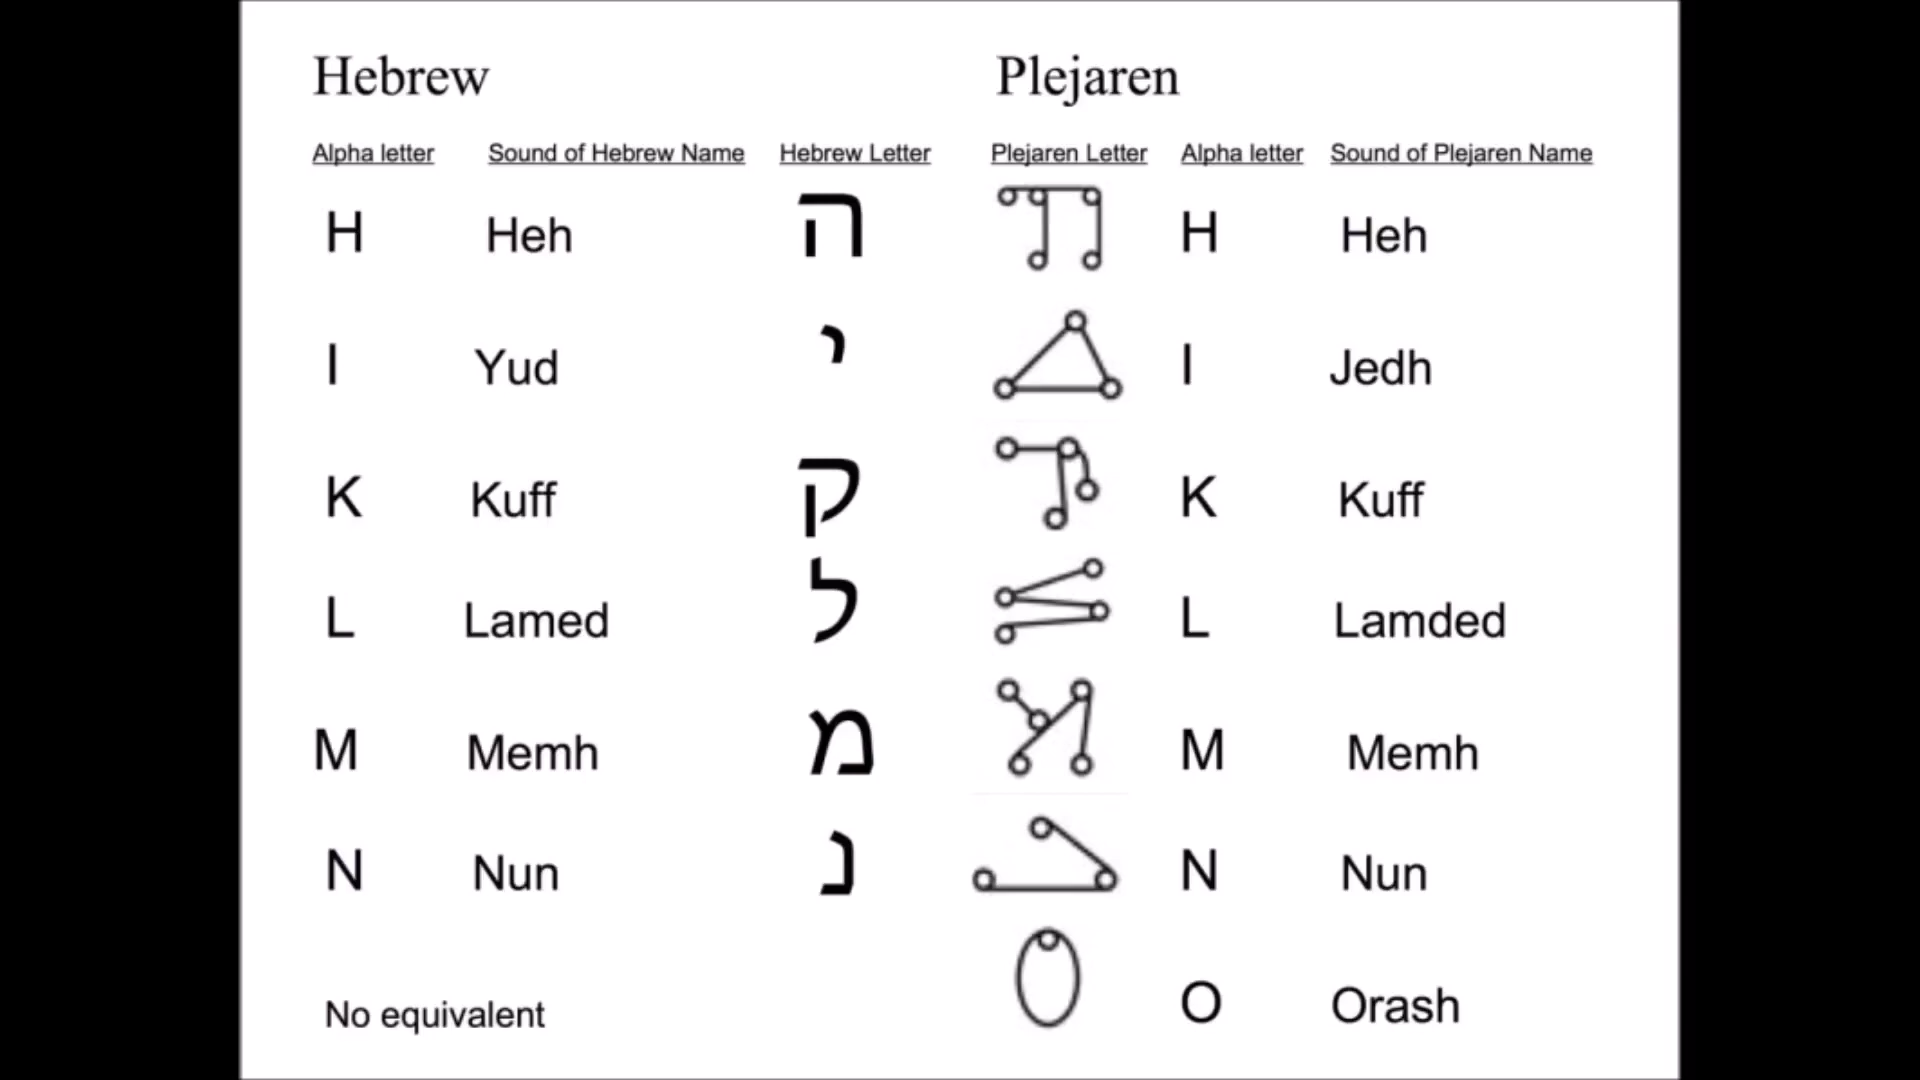 Hebrew Plejaren
Alpha letter Sound of Hebrew Name Hebrew Letter Plejaren Letter Alpha letter Sound of Plejaren Name
H Heh ה H Heh
I Yud י I Jedh
K Kuff ק K Kuff
L Lamed ל L Lamded
M Memh מ M Memh
N Nun נ N Nun
No equivalent O Orash